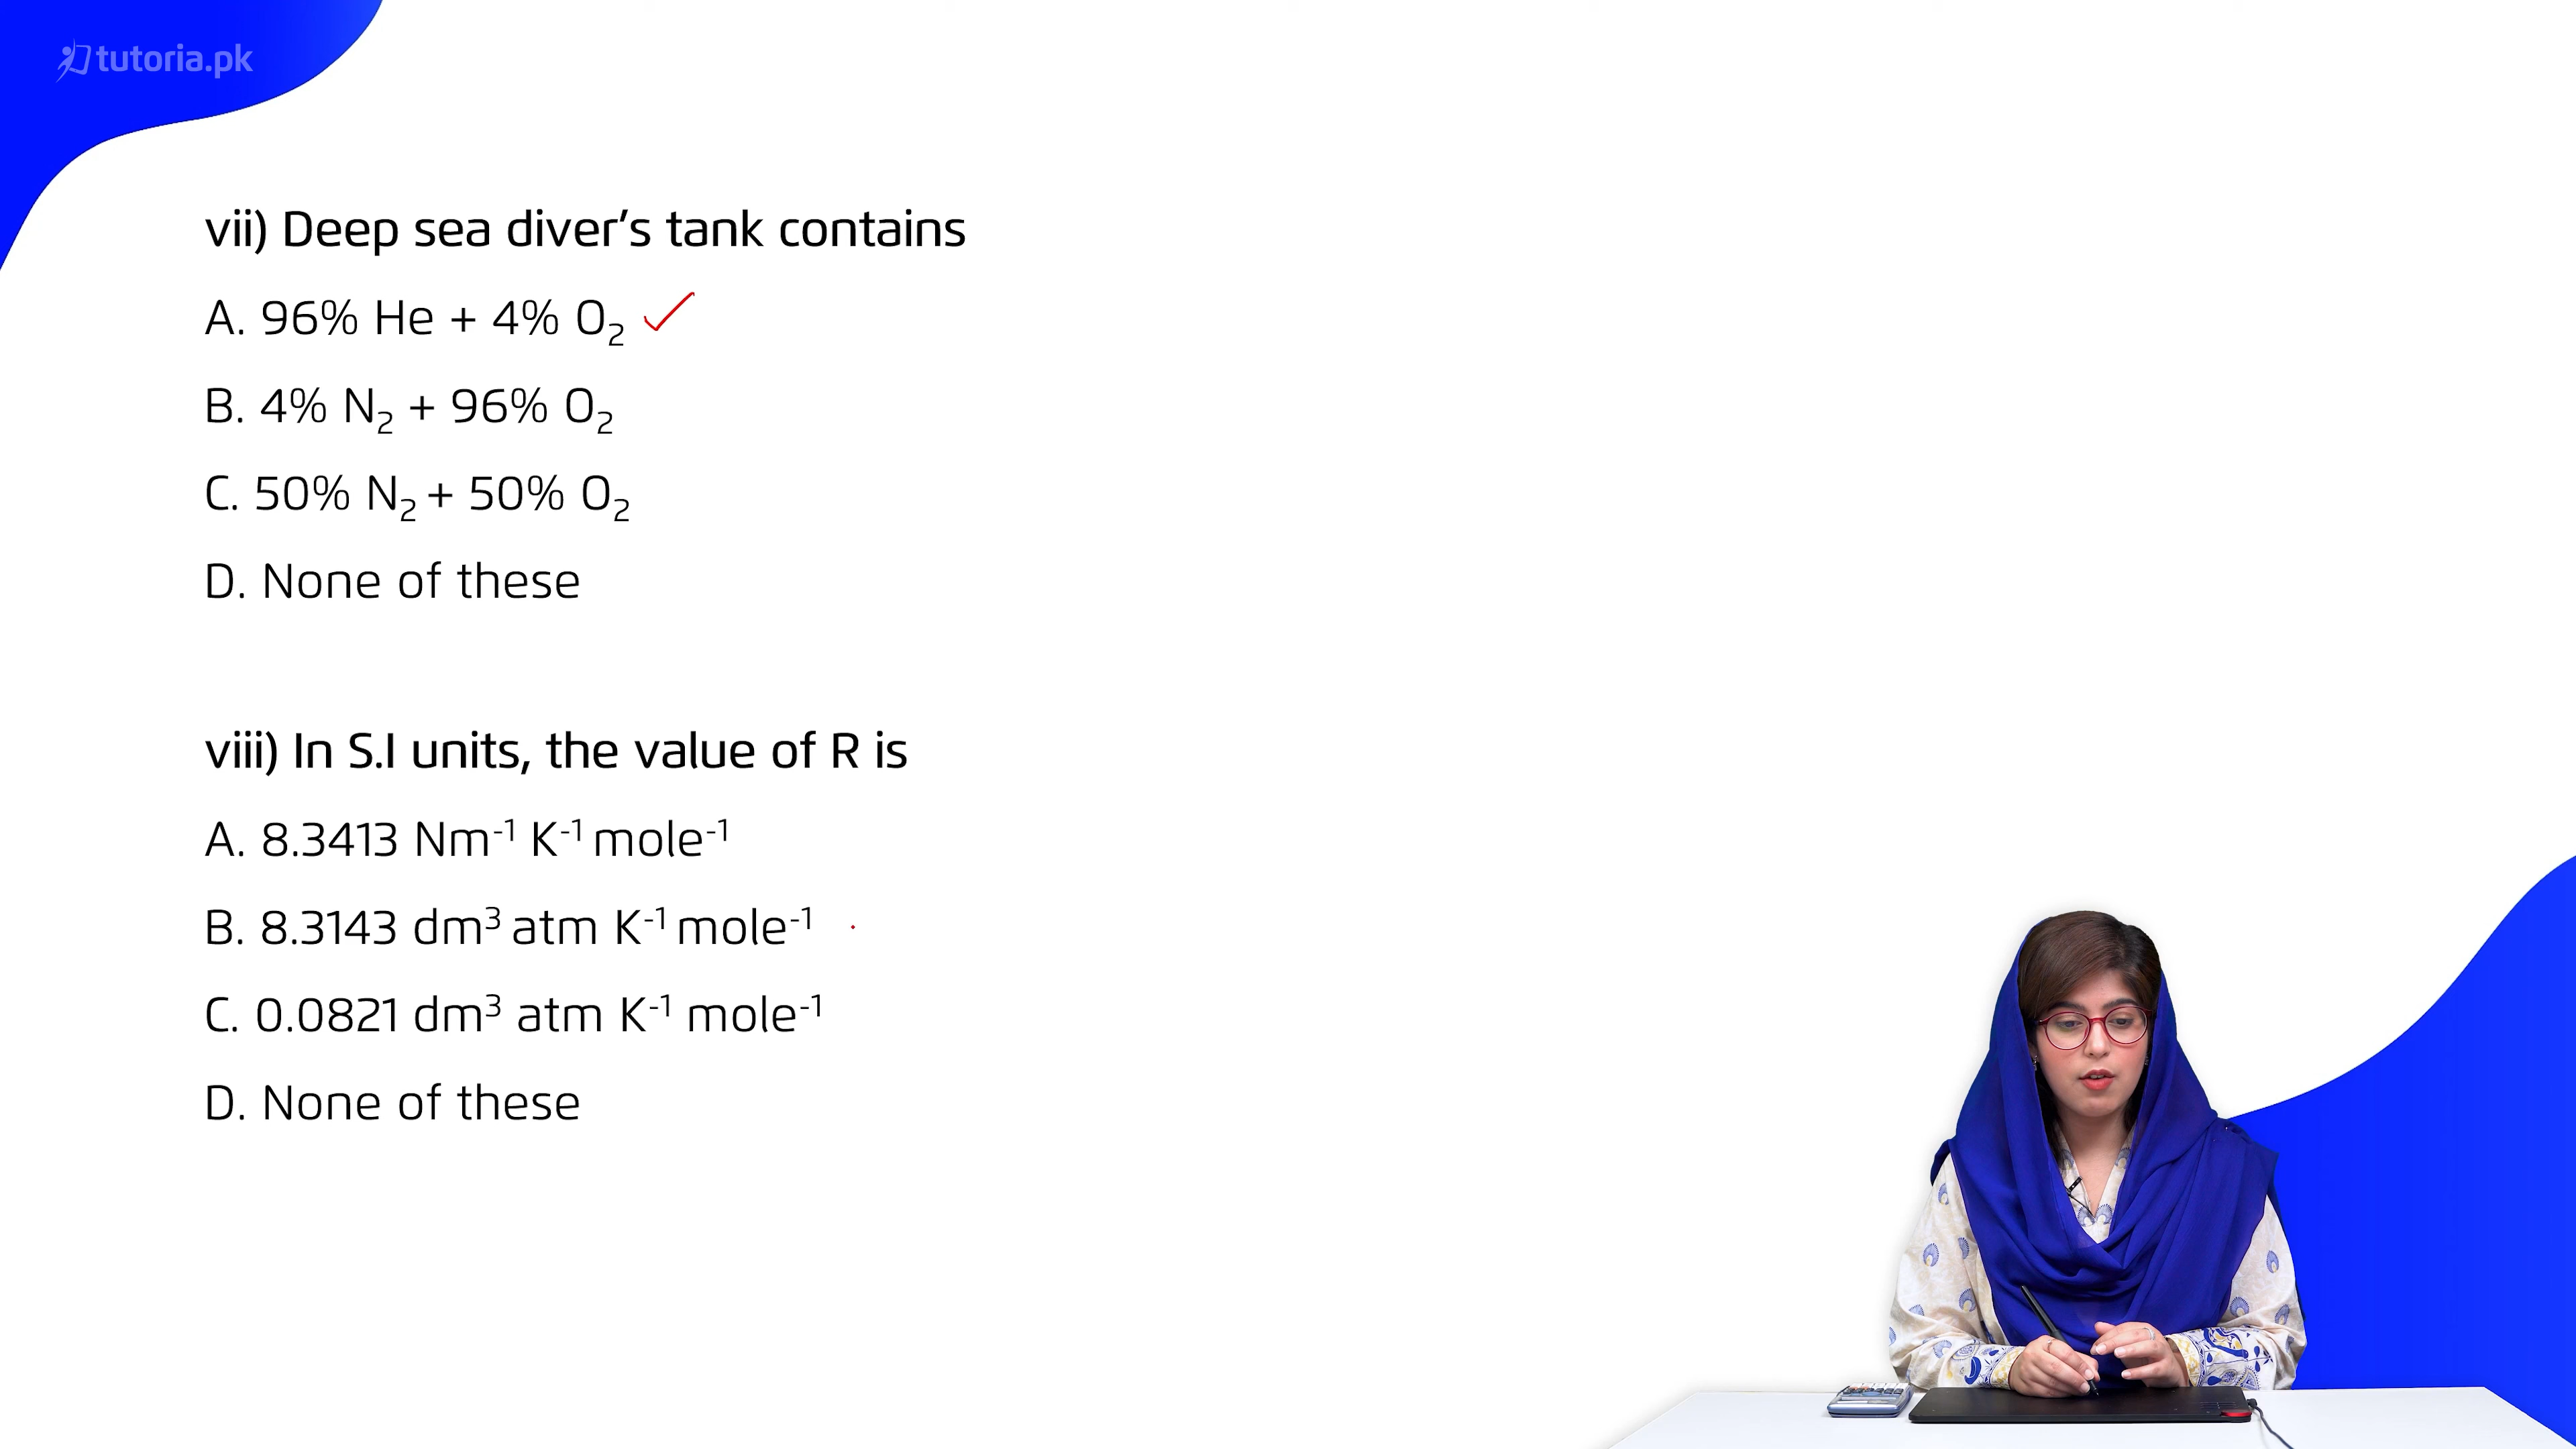 tutoria.pk
vii) Deep sea diver’s tank contains
A. 96% He + 4% O₂
B. 4% N₂ + 96% O₂
C. 50% N₂ + 50% O₂
D. None of these
viii) In S.I units, the value of R is
A. 8.3413 Nm⁻¹ K⁻¹ mole⁻¹
B. 8.3143 dm³ atm K⁻¹ mole⁻¹
C. 0.0821 dm³ atm K⁻¹ mole⁻¹
D. None of these